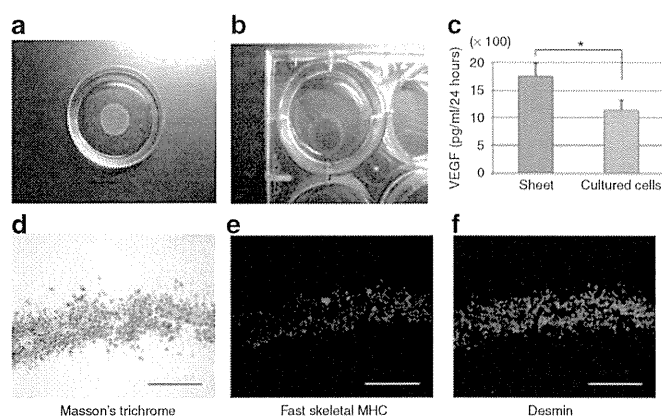 a
b
c
(× 100)
*
VEGF (pg/ml/24 hours)
20
15
10
5
0
Sheet
Cultured cells
d
e
f
Masson's trichrome
Fast skeletal MHC
Desmin